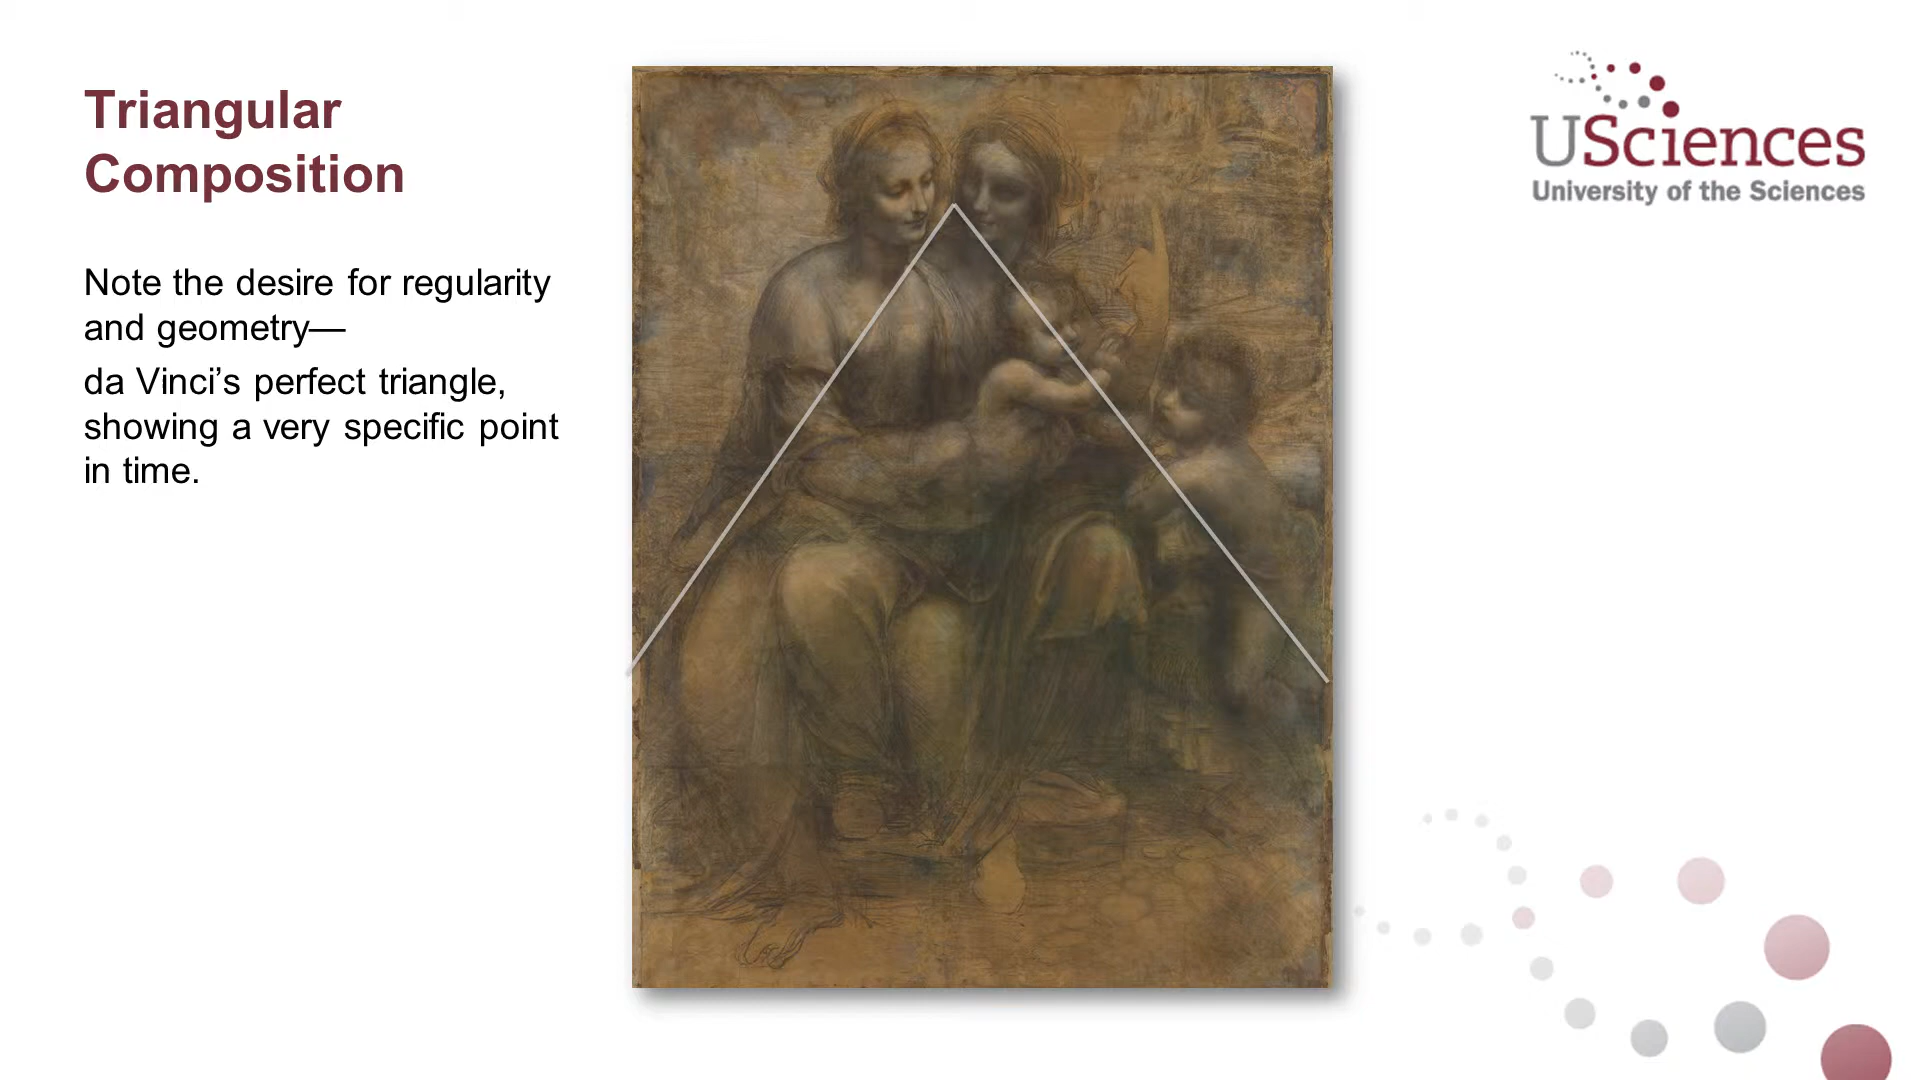 Triangular
Composition
Note the desire for regularity
and geometry—
da Vinci’s perfect triangle,
showing a very specific point
in time.
USciences
University of the Sciences